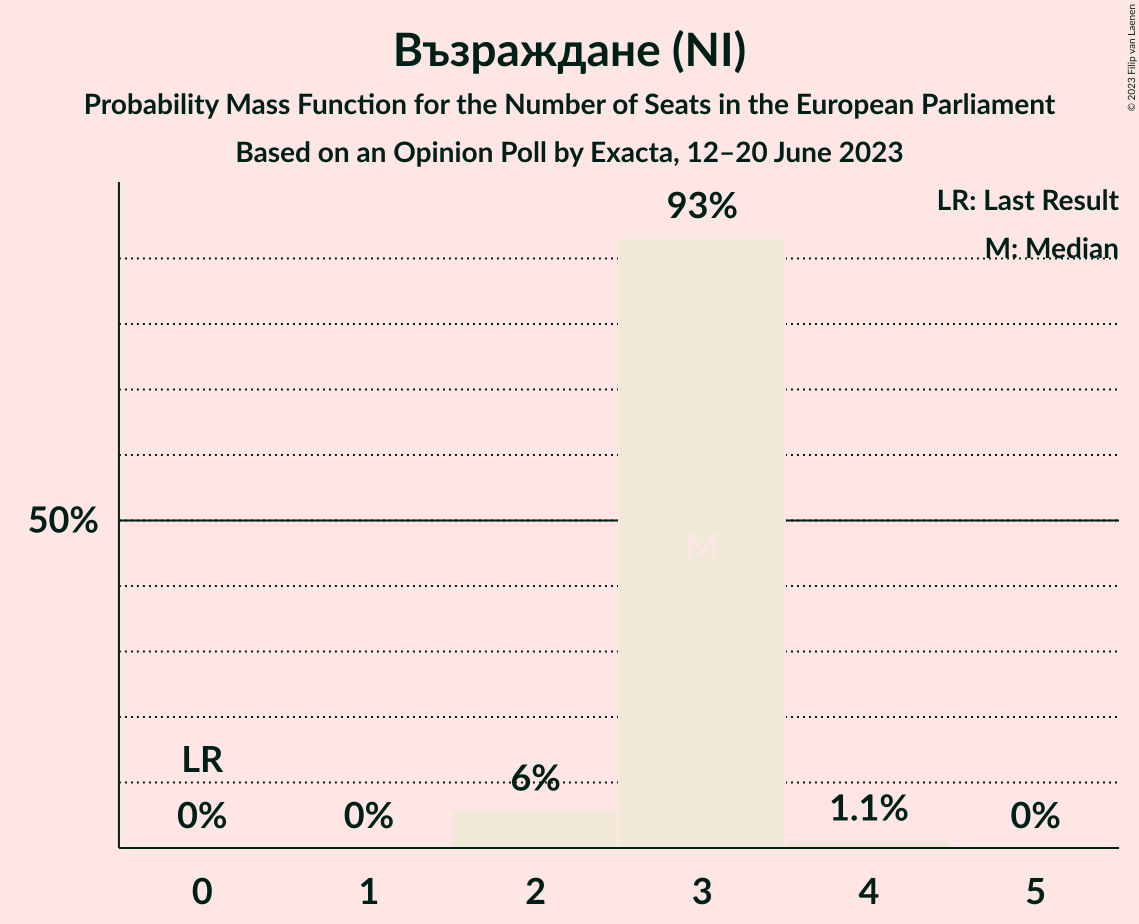 Възраждане (NI)
Probability Mass Function for the Number of Seats in the European Parliament
Based on an Opinion Poll by Exacta, 12–20 June 2023
© 2023 Filip van Laenen
LR: Last Result
M: Median
93%
50%
M
LR
0%
0%
6%
1.1%
0%
0 1 2 3 4 5